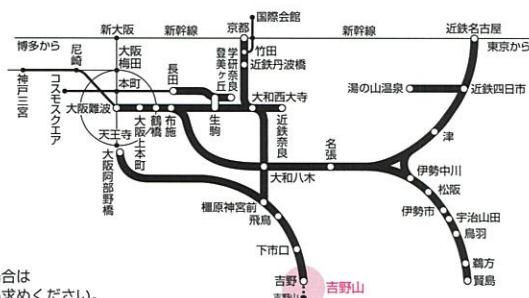 国際会館
新大阪
新幹線
京都
新幹線
近鉄名古屋
博多から
東京から
尼崎
大阪梅田
竹田
近鉄丹波橋
学研奈良登美ヶ丘
神戸三宮
コスモスクエア
本町
長田
湯の山温泉
近鉄四日市
大阪難波
大和西大寺
鶴橋
布施
生駒
近鉄奈良
大阪上本町
津
天王寺
名張
大阪阿部野橋
大和八木
伊勢中川
松阪
橿原神宮前
伊勢市
宇治山田
飛鳥
鳥羽
下市口
鵜方
吉野
吉野山
賢島
場合は
求めください。